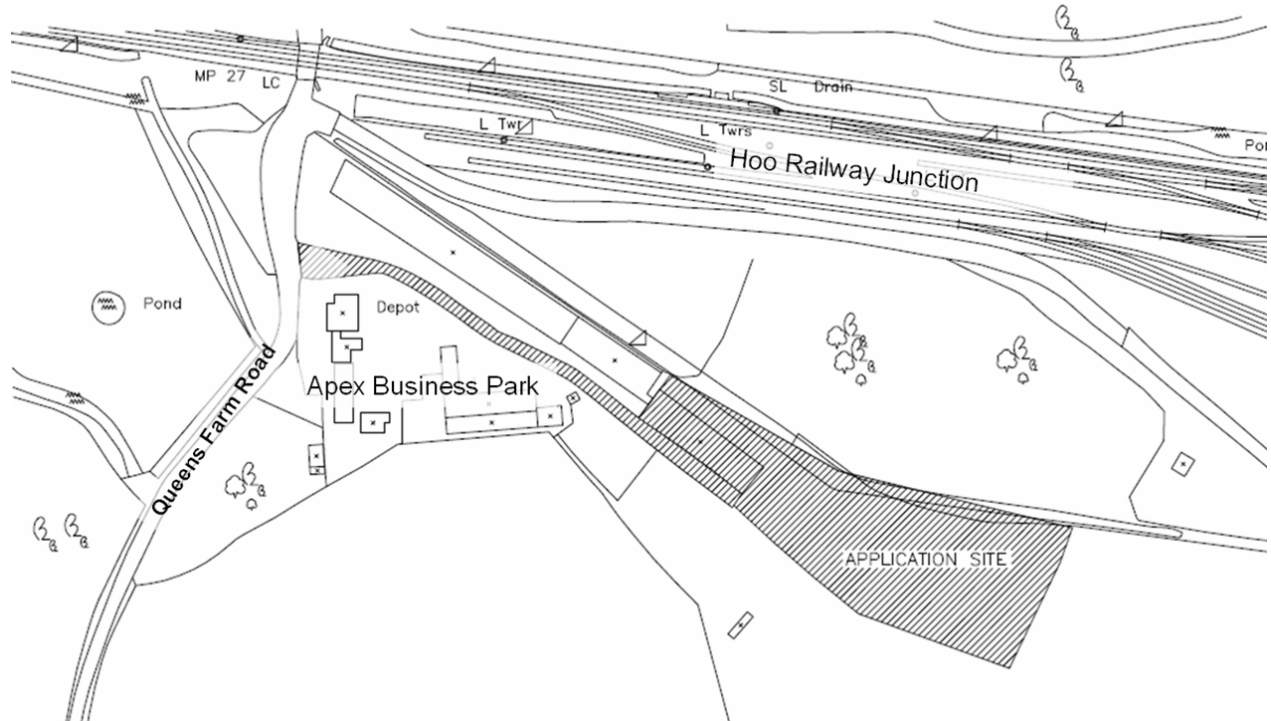 MP 27 LC
SL Drain
L Twr
L Twrs
Hoo Railway Junction
Pond
Depot
Apex Business Park
Queens Farm Road
APPLICATION SITE